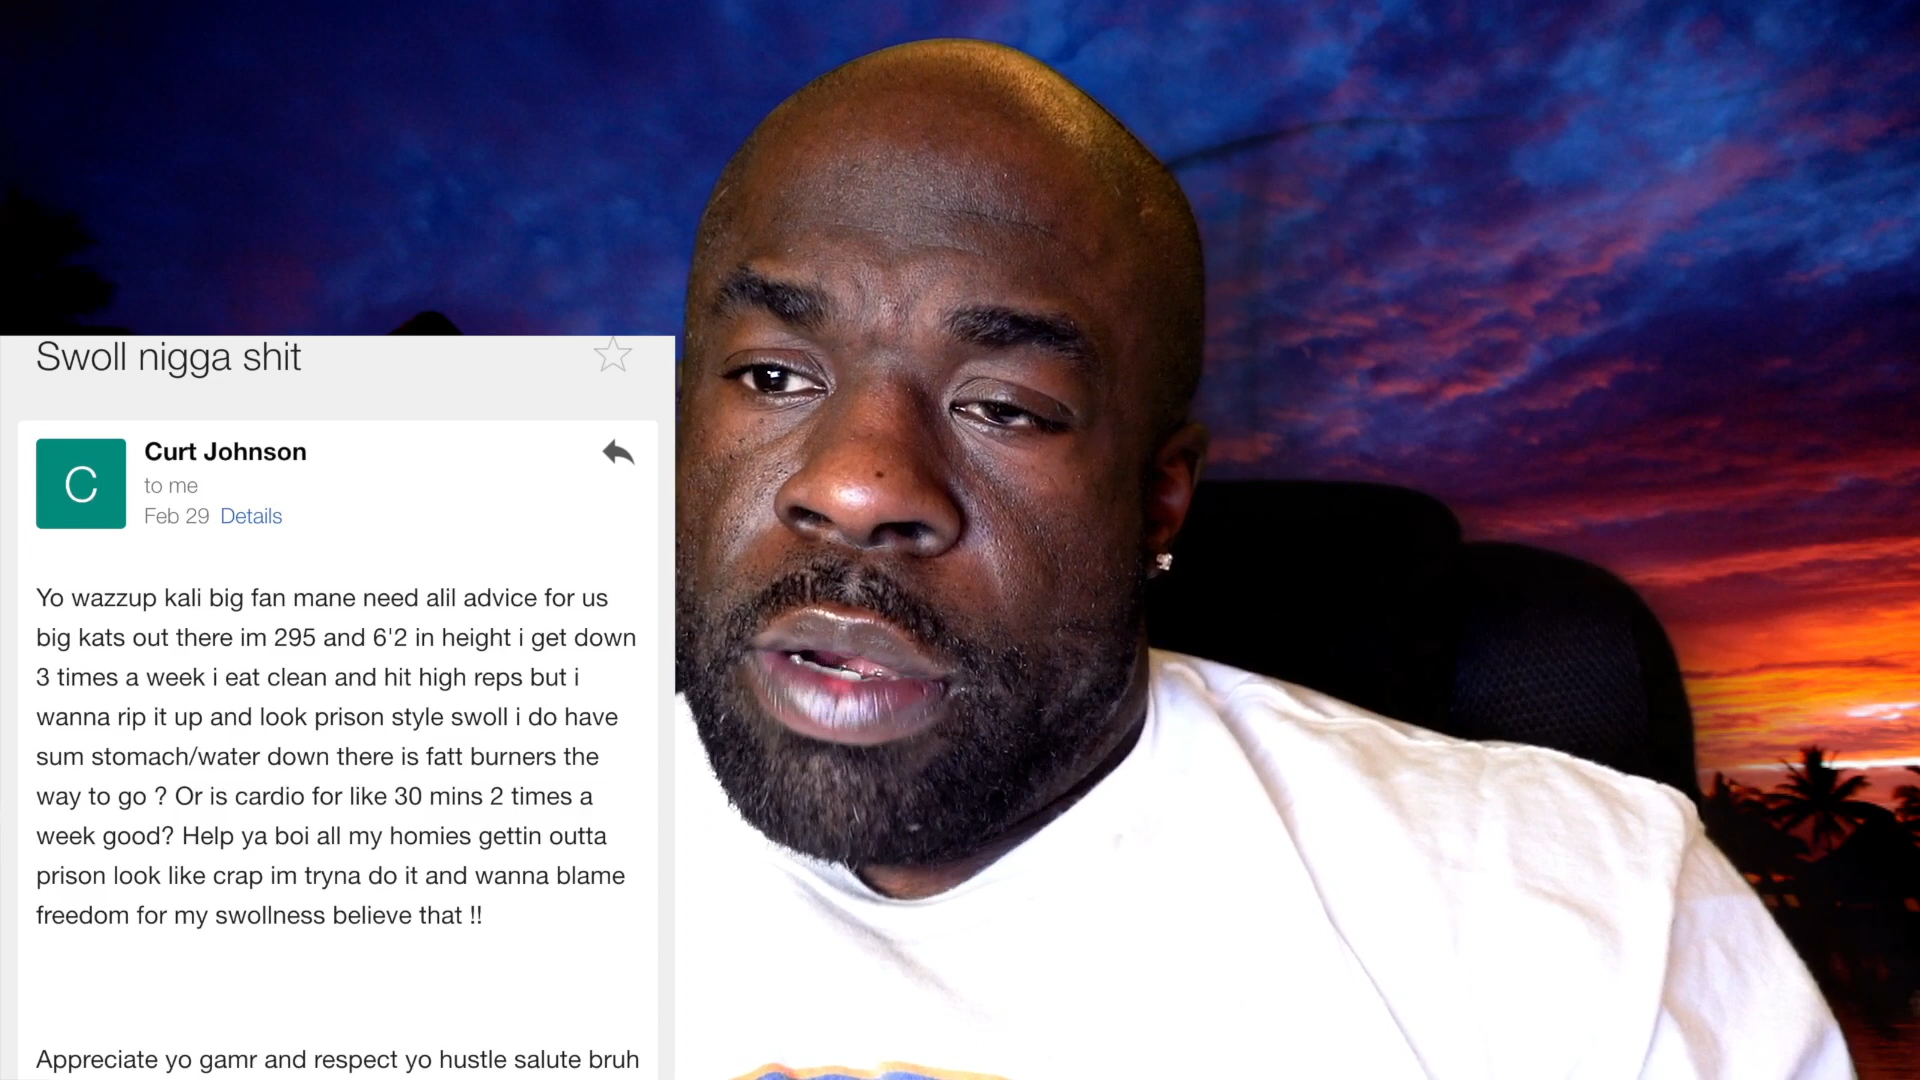 Swoll nigga shit
C
Curt Johnson
to me
Feb 29 Details
Yo wazzup kali big fan mane need alil advice for us
big kats out there im 295 and 6'2 in height i get down
3 times a week i eat clean and hit high reps but i
wanna rip it up and look prison style swoll i do have
sum stomach/water down there is fatt burners the
way to go ? Or is cardio for like 30 mins 2 times a
week good? Help ya boi all my homies gettin outta
prison look like crap im tryna do it and wanna blame
freedom for my swollness believe that !!
Appreciate yo gamr and respect yo hustle salute bruh